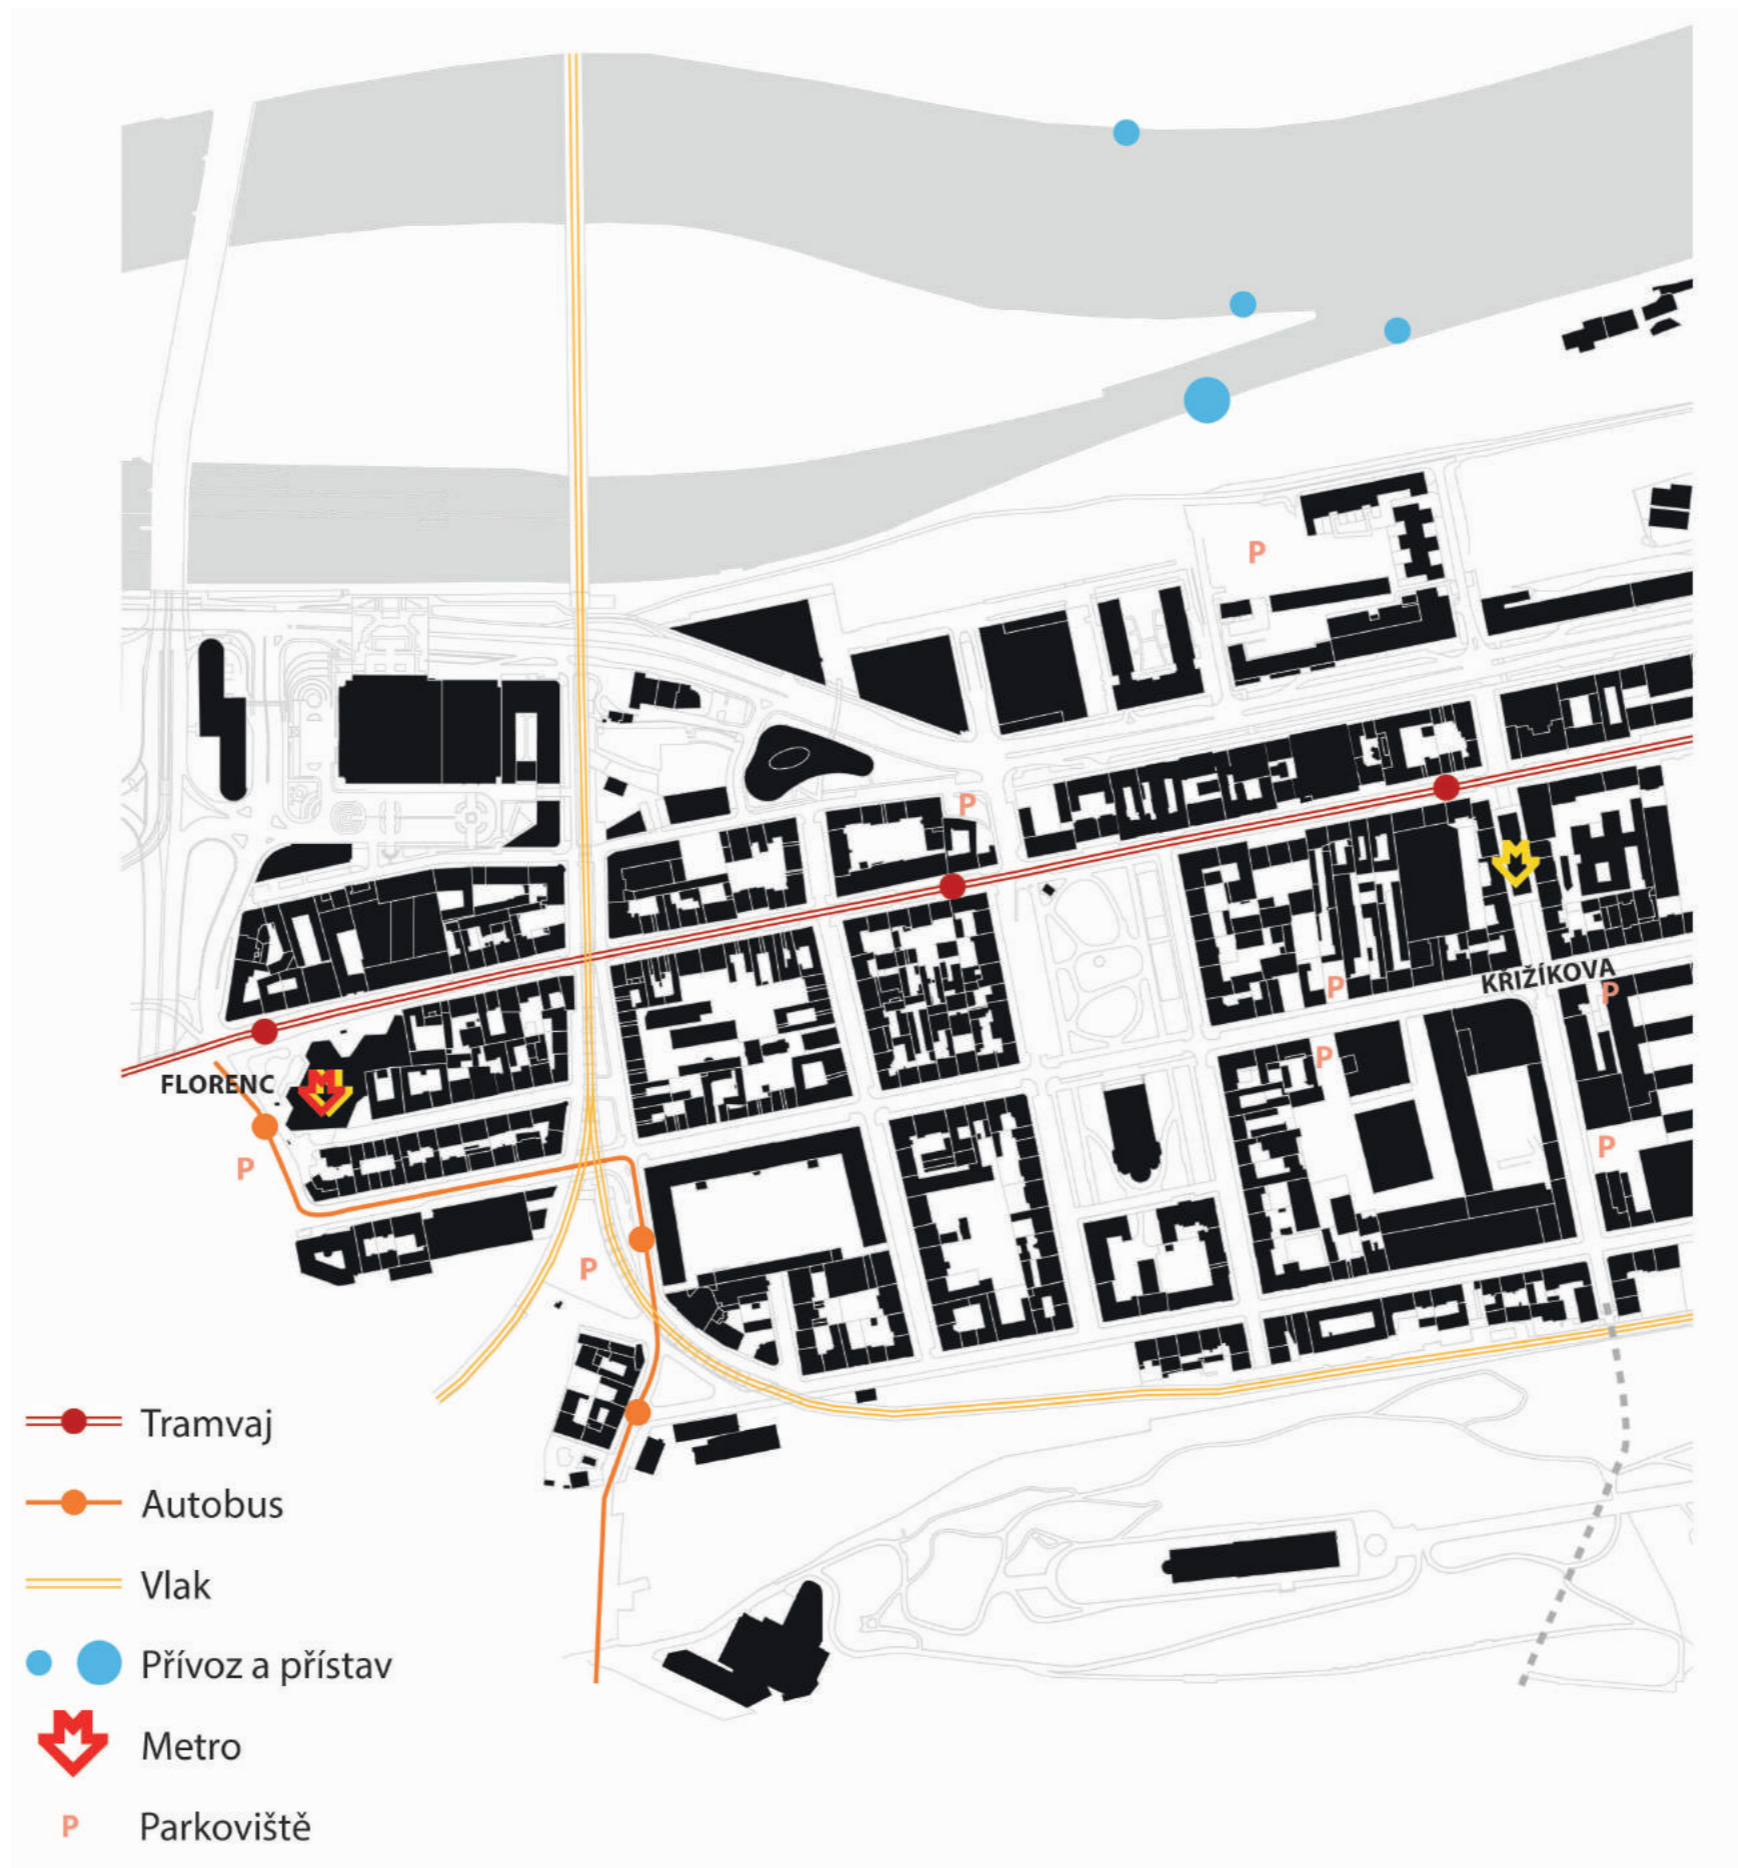 P
P
KŘIŽÍKOVA
P
P
P
FLORENC
P
P
P
Tramvaj
Autobus
Vlak
Přívoz a přístav
Metro
P Parkoviště